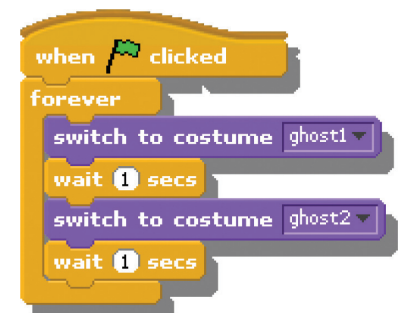 when clicked
forever
switch to costume ghost1
wait 1 secs
switch to costume ghost2
wait 1 secs